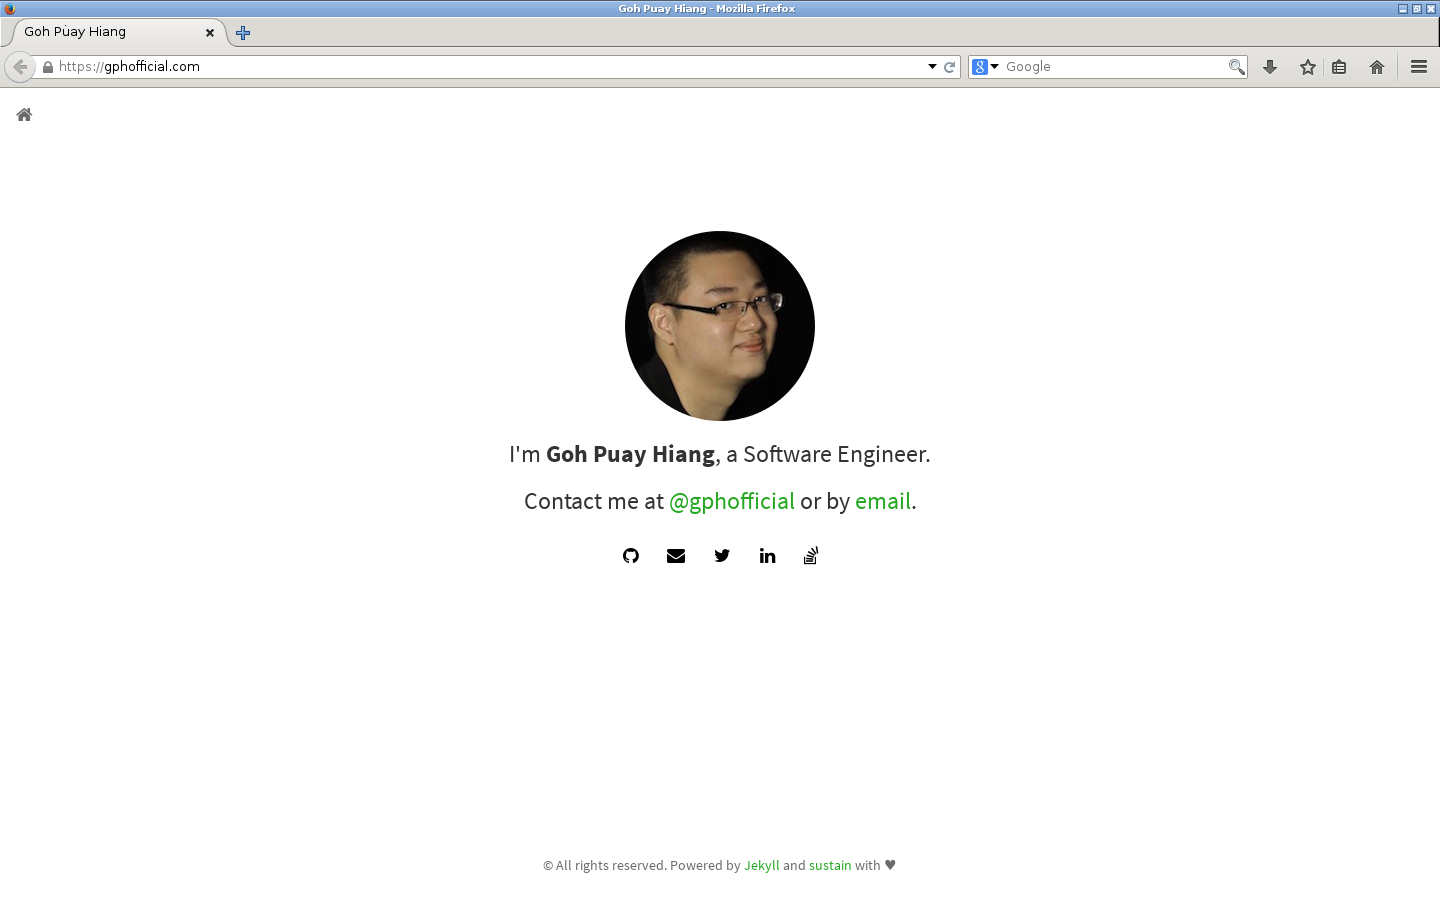 Goh Puay Hiang - Mozilla Firefox
Goh Puay Hiang
https://gphofficial.com
Google
I'm Goh Puay Hiang, a Software Engineer.
Contact me at @gphofficial or by email.
© All rights reserved. Powered by Jekyll and sustain with ♥